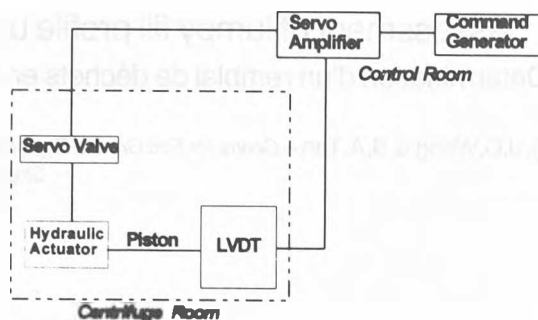 Servo
Amplifier
Command
Generator
Control Room
Servo Valve
Hydraulic
Actuator
Piston
LVDT
Centrifuge Room